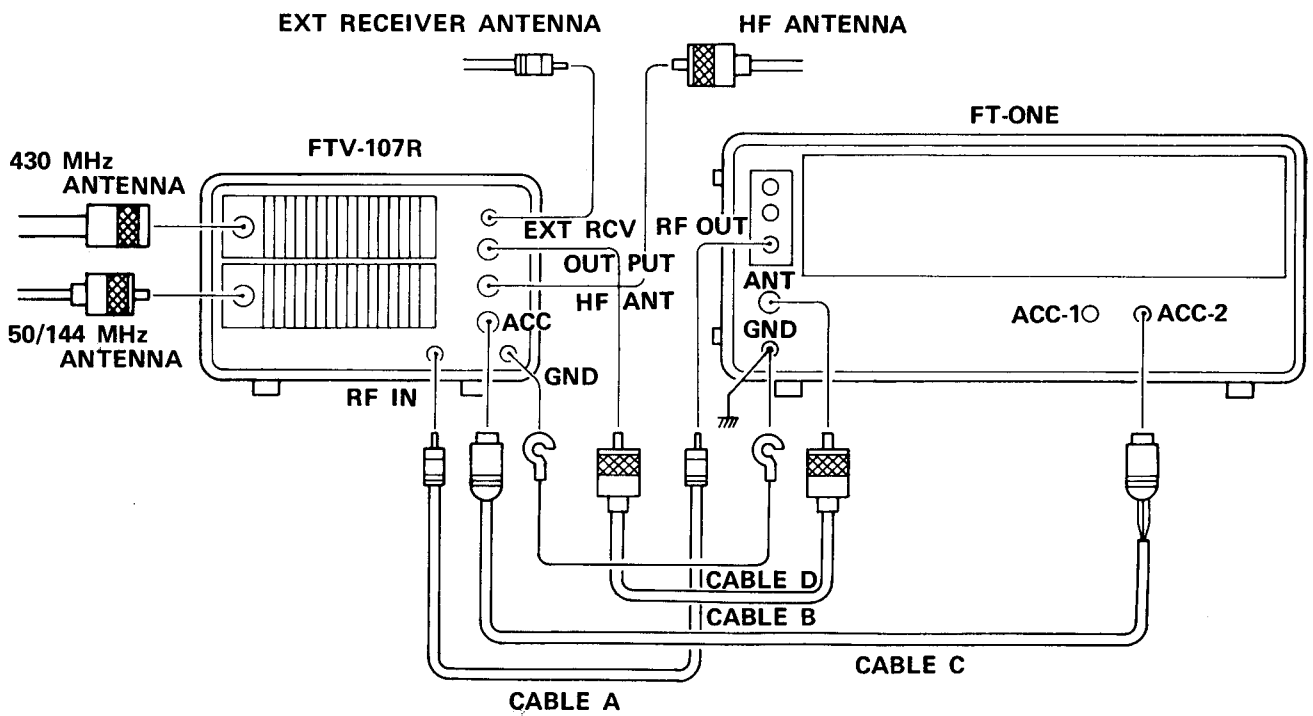 EXT RECEIVER ANTENNA
HF ANTENNA
FT-ONE
FTV-107R
430 MHz
ANTENNA
EXT RCV
RF OUT
OUT PUT
ANT
HF ANT
ACC-1
ACC-2
ACC
GND
50/144 MHz
ANTENNA
GND
RF IN
CABLE D
CABLE B
CABLE C
CABLE A